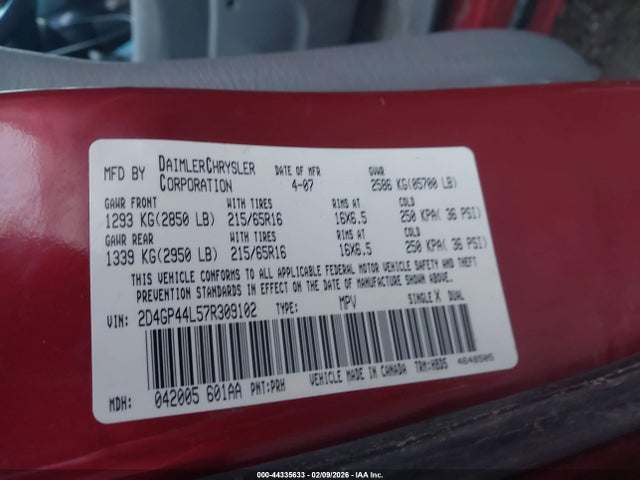 MFD BY DAIMLERCHRYSLER CORPORATION DATE OF MFR 4-07 GVWR 2586 KG(05700 LB)
GAWR FRONT WITH TIRES RIMS AT COLD
1293 KG(2850 LB) 215/65R16 16X6.5 250 KPA( 36 PSI)
GAWR REAR WITH TIRES RIMS AT COLD
1339 KG(2950 LB) 215/65R16 16X6.5 250 KPA( 36 PSI)
THIS VEHICLE CONFORMS TO ALL APPLICABLE FEDERAL MOTOR VEHICLE SAFETY AND THEFT
PREVENTION STANDARDS IN EFFECT ON THE DATE OF MANUFACTURE SHOWN ABOVE.
VIN: 2D4GP44L57R309102 TYPE: MPV SINGLE X DUAL
MDH: 042005 601AA PNT:PRH VEHICLE MADE IN CANADA TRM:HBD5 4648505
000-44335633 - 02/09/2026 - IAA Inc.